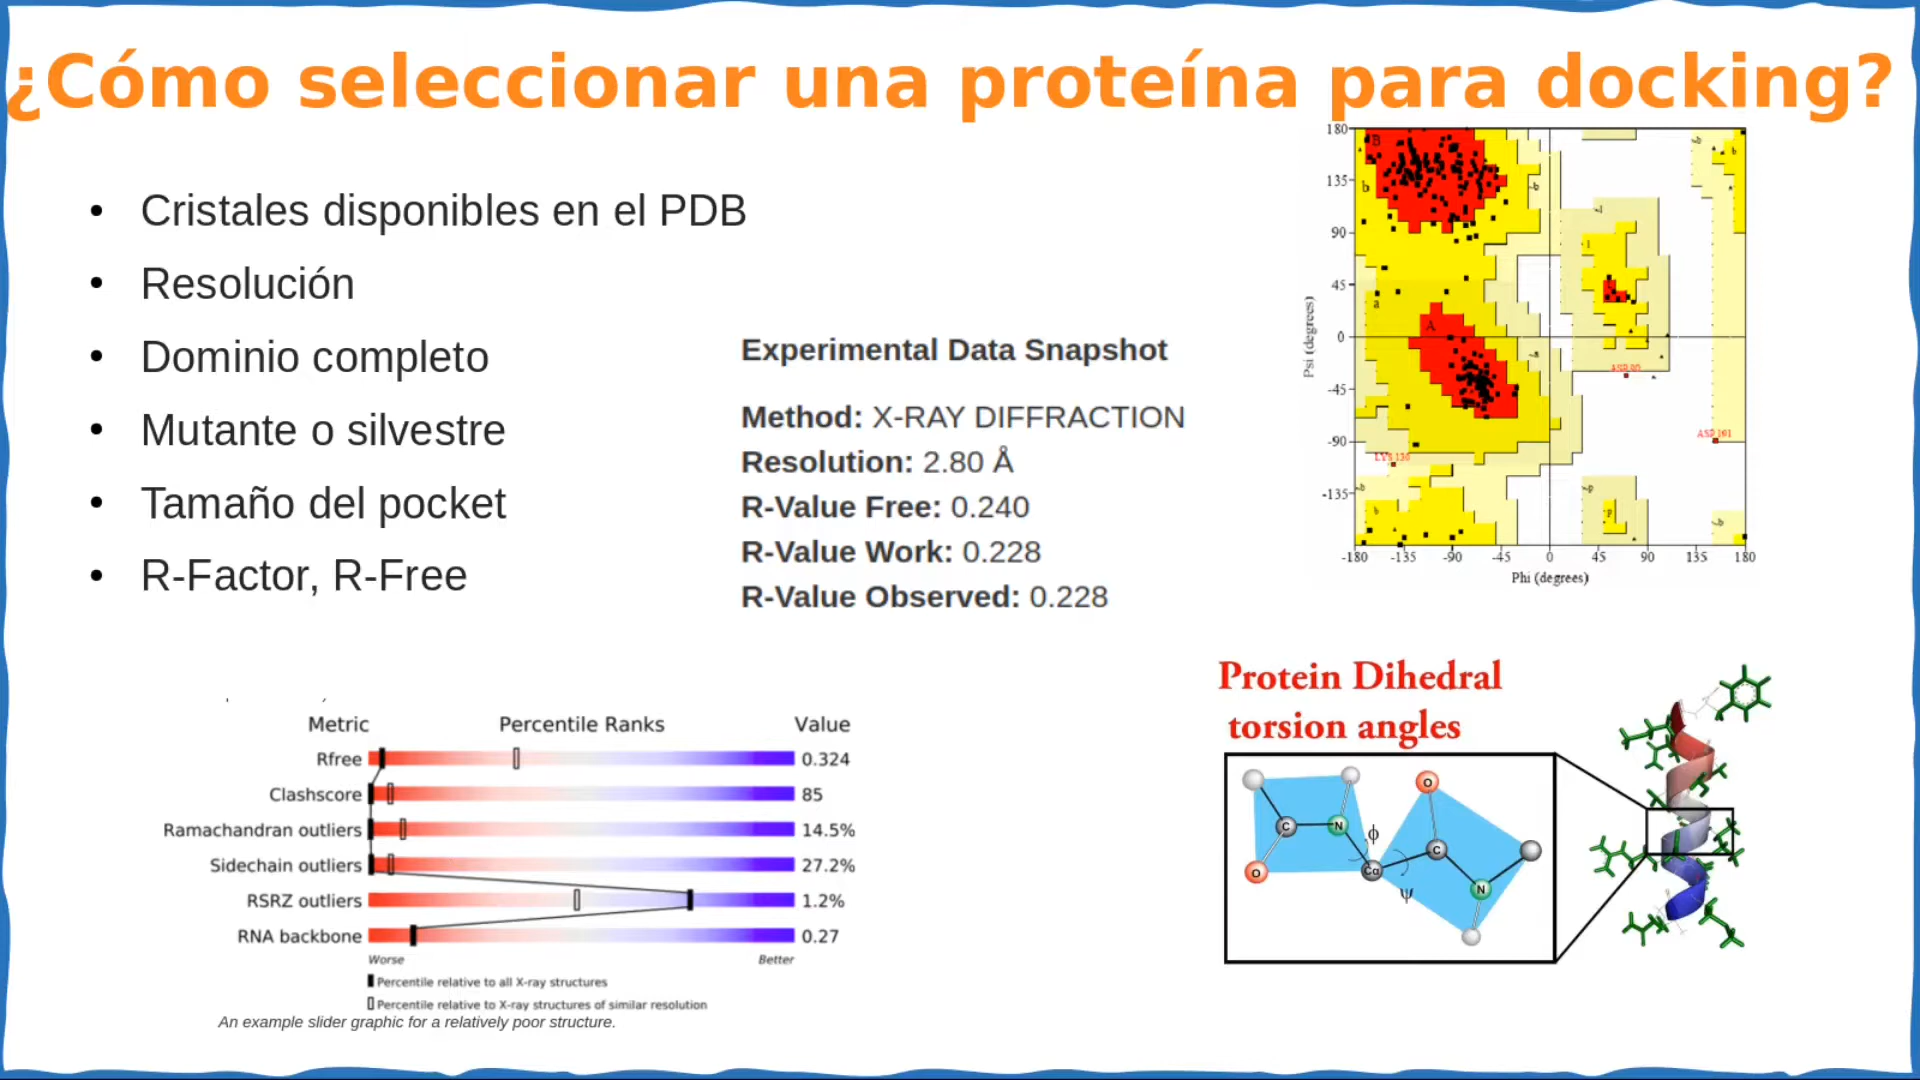 ¿Cómo seleccionar una proteína para docking?
• Cristales disponibles en el PDB
• Resolución
• Dominio completo
• Mutante o silvestre
• Tamaño del pocket
• R-Factor, R-Free
Experimental Data Snapshot
Method: X-RAY DIFFRACTION
Resolution: 2.80 Å
R-Value Free: 0.240
R-Value Work: 0.228
R-Value Observed: 0.228
180
135
90
45
0
-45
-90
-135
Psi (degrees)
B
b
a
A
l
b
ASP 191
-180 -135 -90 -45 0 45 90 135 180
Phi (degrees)
Metric Percentile Ranks Value
Rfree 0.324
Clashscore 85
Ramachandran outliers 14.5%
Sidechain outliers 27.2%
RSRZ outliers 1.2%
RNA backbone 0.27
Worse Better
Percentile relative to all X-ray structures
Percentile relative to X-ray structures of similar resolution
An example slider graphic for a relatively poor structure.
Protein Dihedral
torsion angles
O
C N ϕ C
O Cα
ψ N